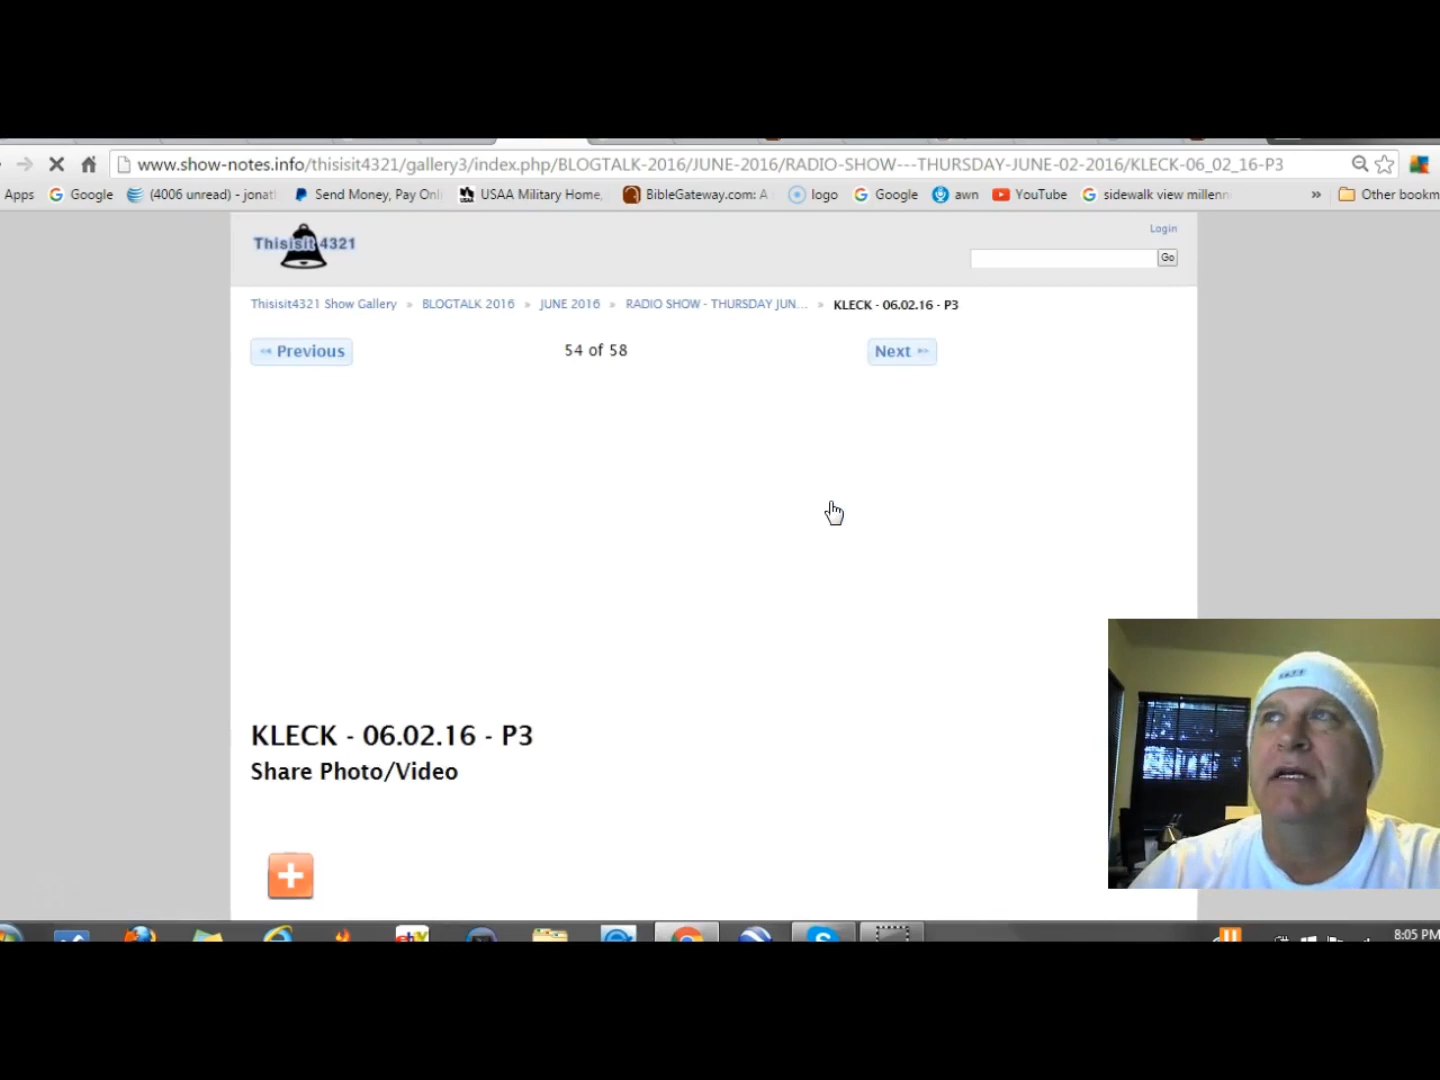 www.show-notes.info/thisisit4321/gallery3/index.php/BLOGTALK-2016/JUNE-2016/RADIO-SHOW---THURSDAY-JUNE-02-2016/KLECK-06_02_16-P3
Apps Google (4006 unread) - jonat Send Money, Pay Onli USAA Military Home, BibleGateway.com: A logo Google awn YouTube sidewalk view millenn » Other bookm
Thisisit 4321
Login
Go
Thisisit4321 Show Gallery » BLOGTALK 2016 » JUNE 2016 » RADIO SHOW - THURSDAY JUN... » KLECK - 06.02.16 - P3
Previous 54 of 58 Next
KLECK - 06.02.16 - P3
Share Photo/Video
8:05 PM